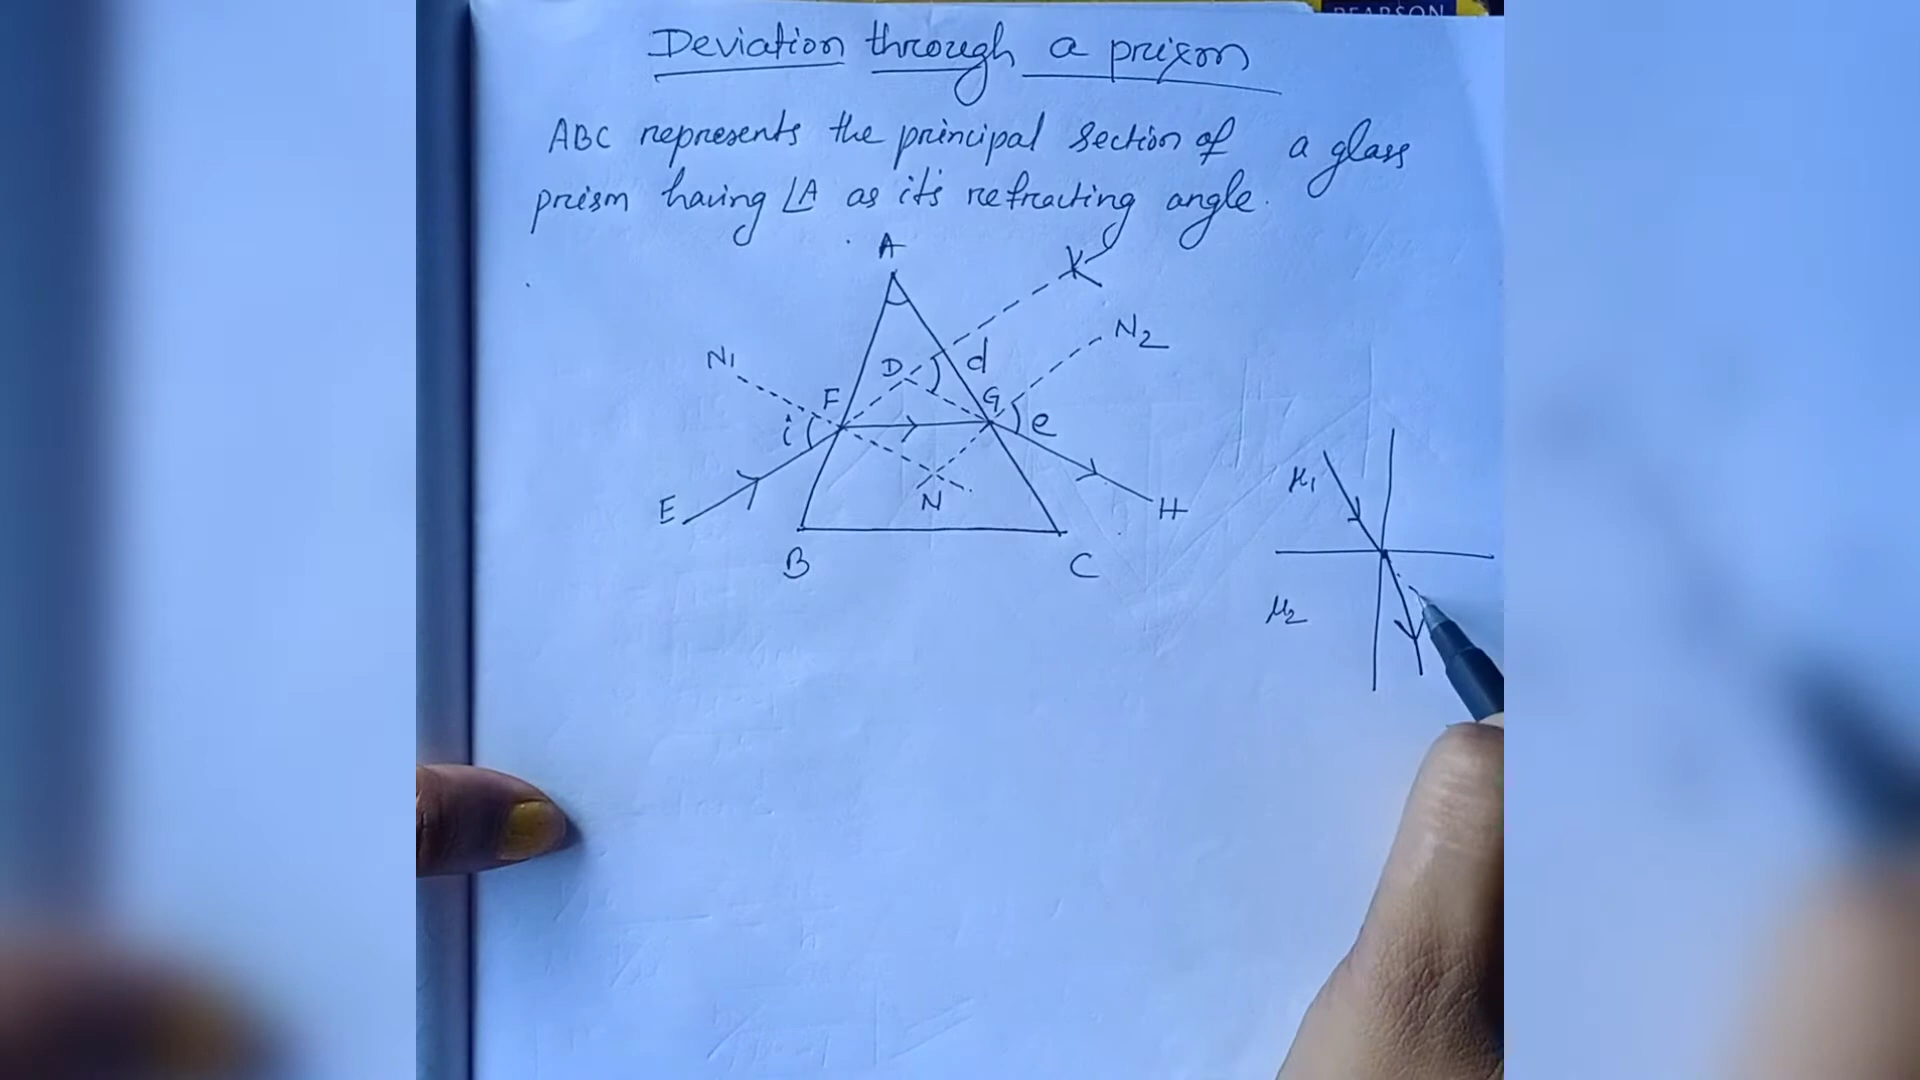 PEARSON
Deviation through a prism
ABC represents the principal section of a glass
prism having ∠A as it's refracting angle.
A
K
N1
N2
D
d
F
G
i
e
E
N
H
B
C
μ1
μ2